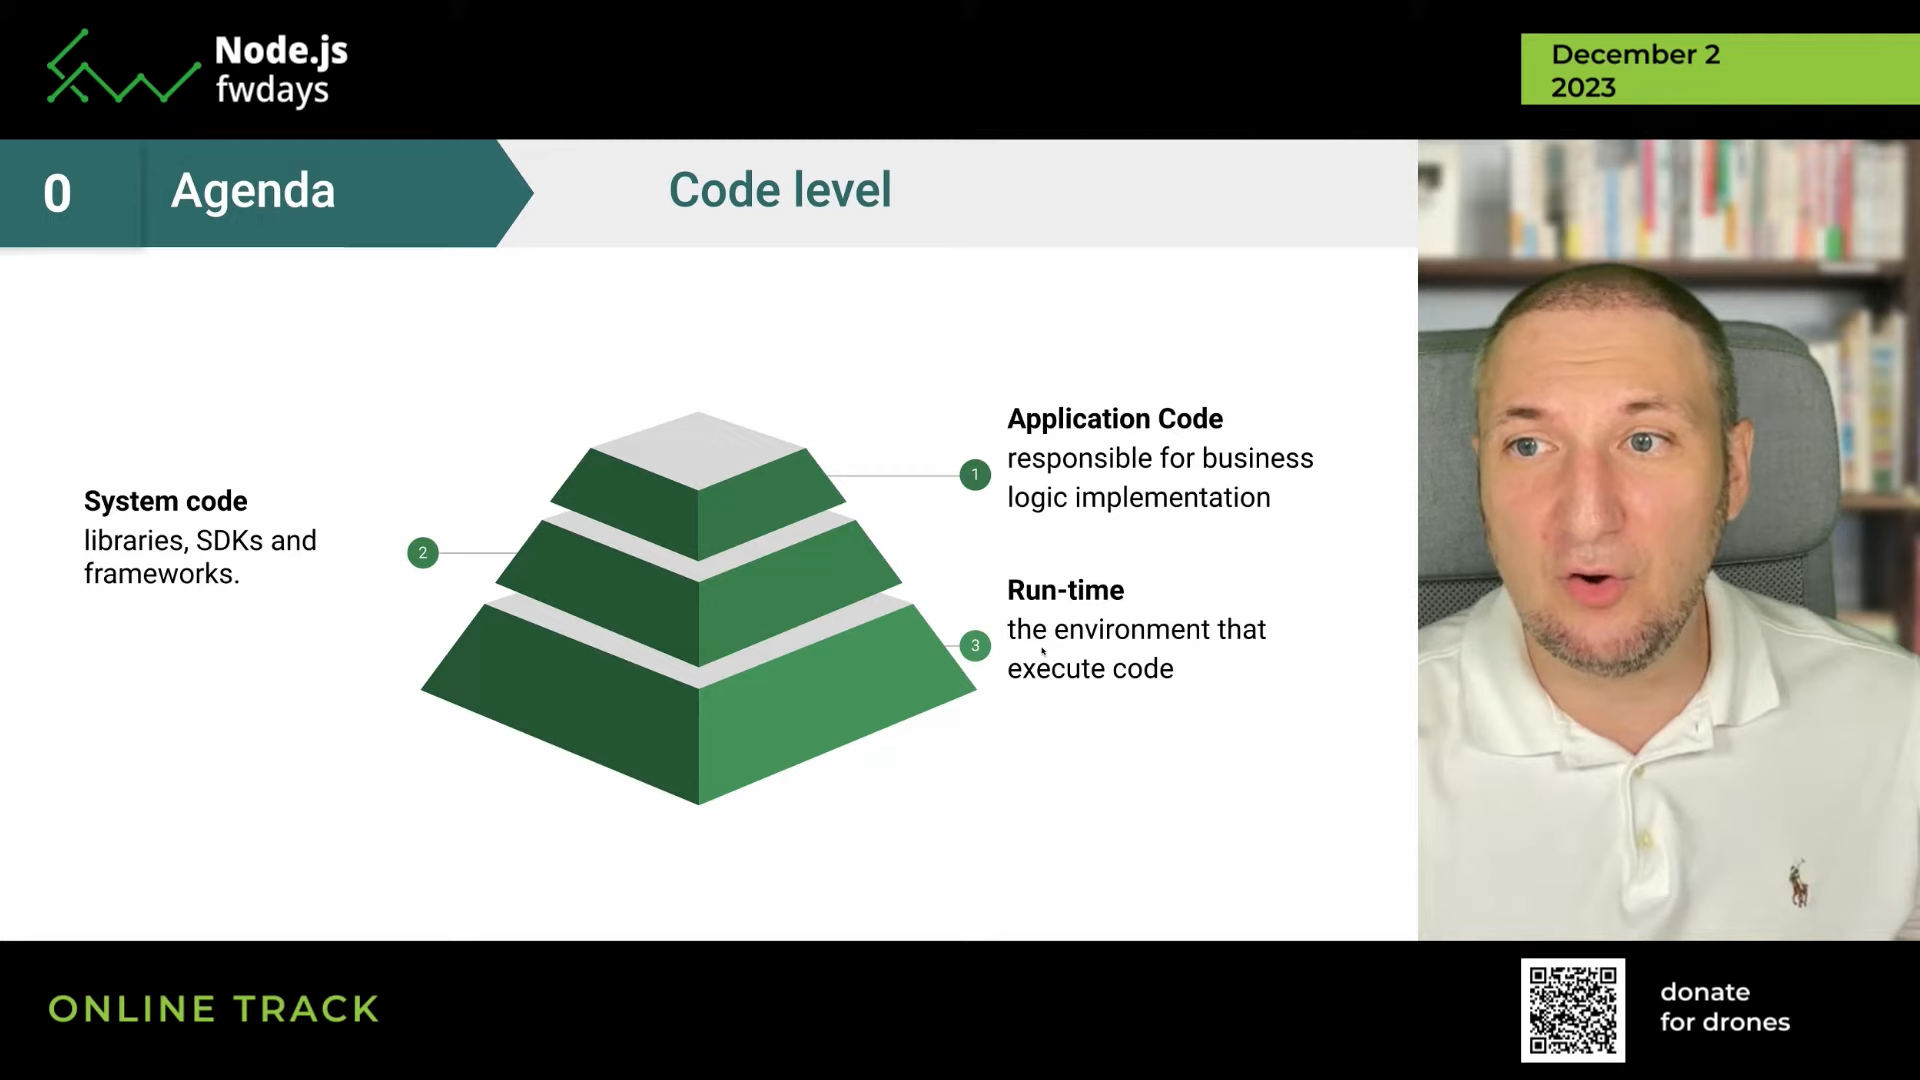 Node.js
fwdays
December 2
2023
0
Agenda
Code level
System code
libraries, SDKs and
frameworks.
2
1
Application Code
responsible for business
logic implementation
3
Run-time
the environment that
execute code
ONLINE TRACK
donate
for drones